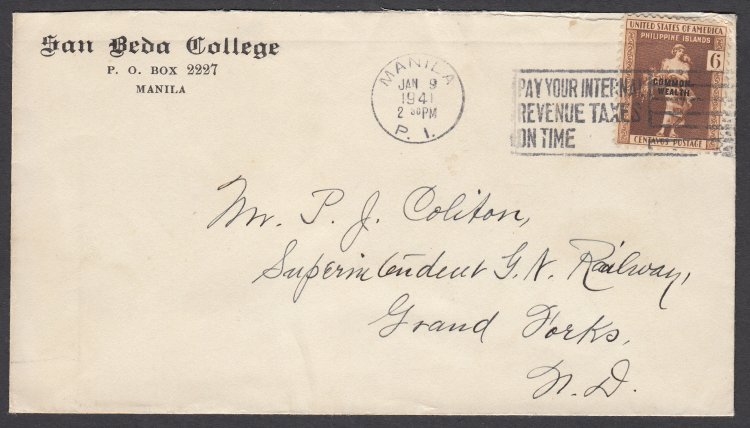 San Beda College
P. O. BOX 2227
MANILA
MANILA
JAN 9
1941
2 30 PM
P. I.
PAY YOUR INTERNAL
REVENUE TAXES
ON TIME
UNITED STATES OF AMERICA
PHILIPPINE ISLANDS
6
COMMON-
WEALTH
CENTAVOS POSTAGE
Mr. P. J. Coliton,
Superintendent G. N. Railway,
Grand Forks,
N. D.